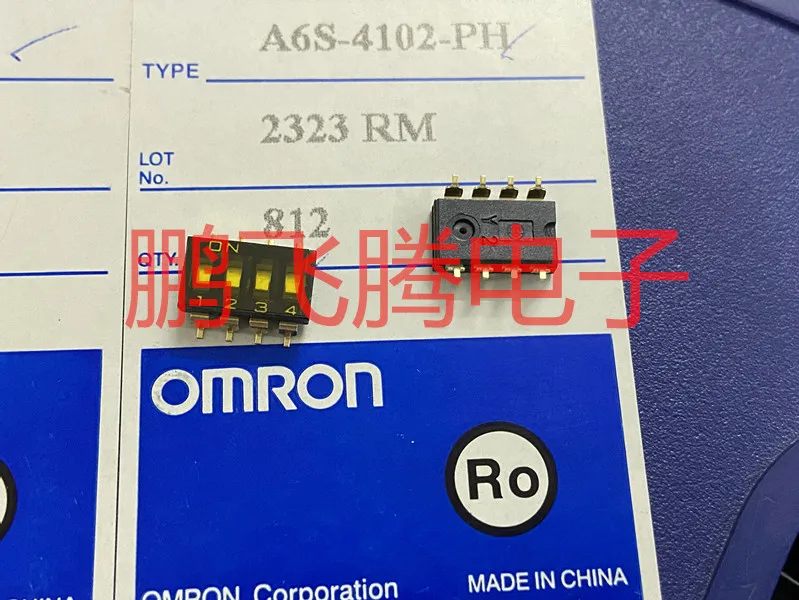 A6S-4102-PH
TYPE
2323 RM
LOT
No.
812
QTY.
ON
1 2 3 4
鹏飞腾电子
OMRON
Ro
OMRON Corporation
MADE IN CHINA
CHINA